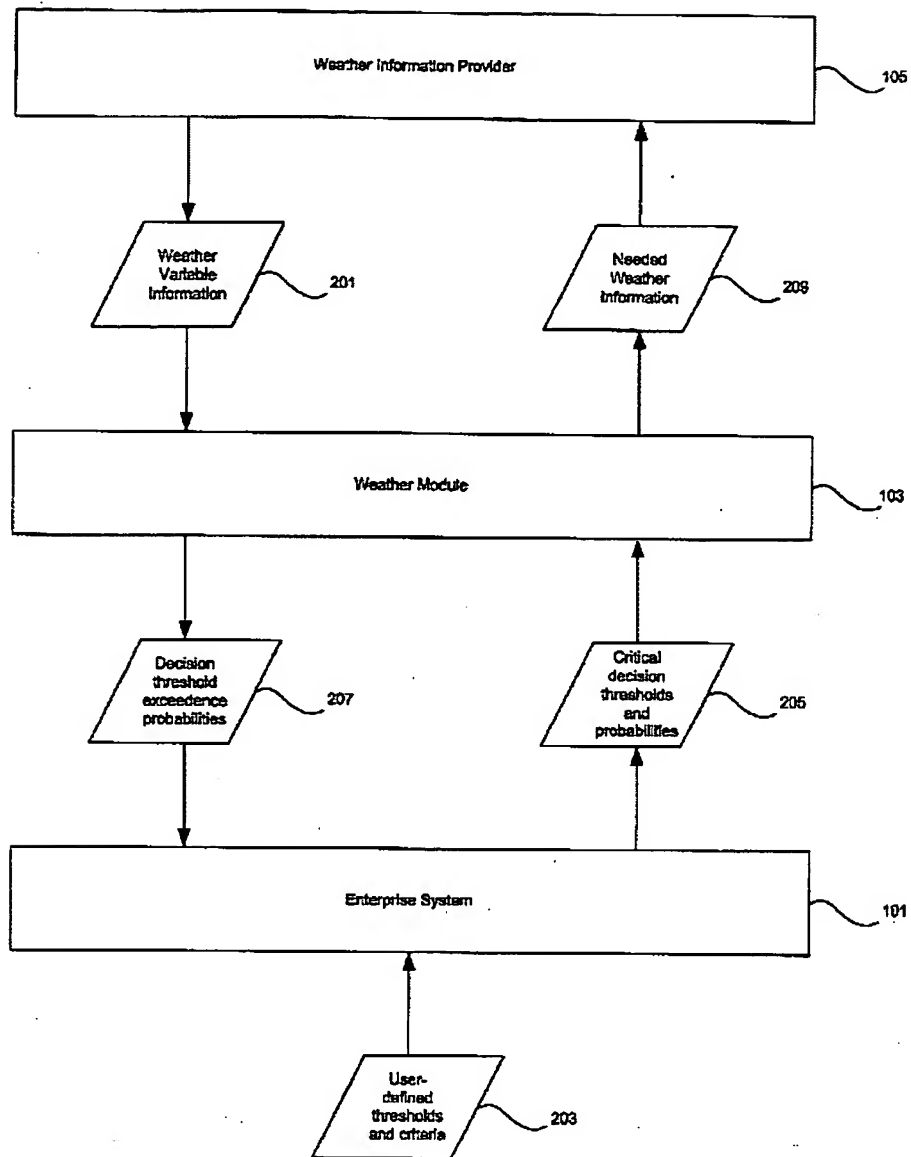 Weather Information Provider
105
Weather
Variable
Information
201
Needed
Weather
Information
209
Weather Module
103
Decision
threshold
exceedence
probabilities
207
Critical
decision
thresholds
and
probabilities
205
Enterprise System
101
User-
defined
thresholds
and criteria
203